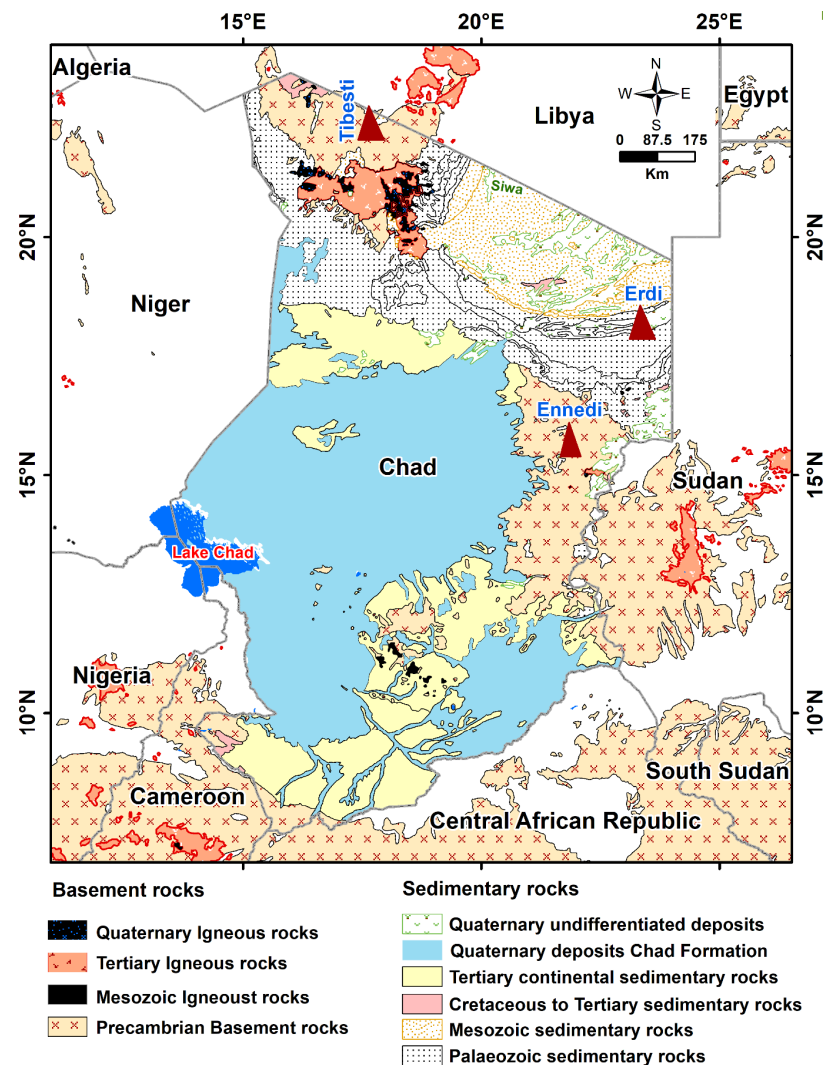 15°E 20°E 25°E
Algeria
Tibesti
N
W E
S
0 87.5 175
Km
Libya
Egypt
Siwa
20°N 20°N
Niger
Erdi
Ennedi
Chad
15°N Sudan 15°N
Lake Chad
Nigeria
10°N 10°N
Cameroon
South Sudan
Central African Republic
Basement rocks
Quaternary Igneous rocks
Tertiary Igneous rocks
Mesozoic Igneoust rocks
Precambrian Basement rocks
Sedimentary rocks
Quaternary undifferentiated deposits
Quaternary deposits Chad Formation
Tertiary continental sedimentary rocks
Cretaceous to Tertiary sedimentary rocks
Mesozoic sedimentary rocks
Palaeozoic sedimentary rocks